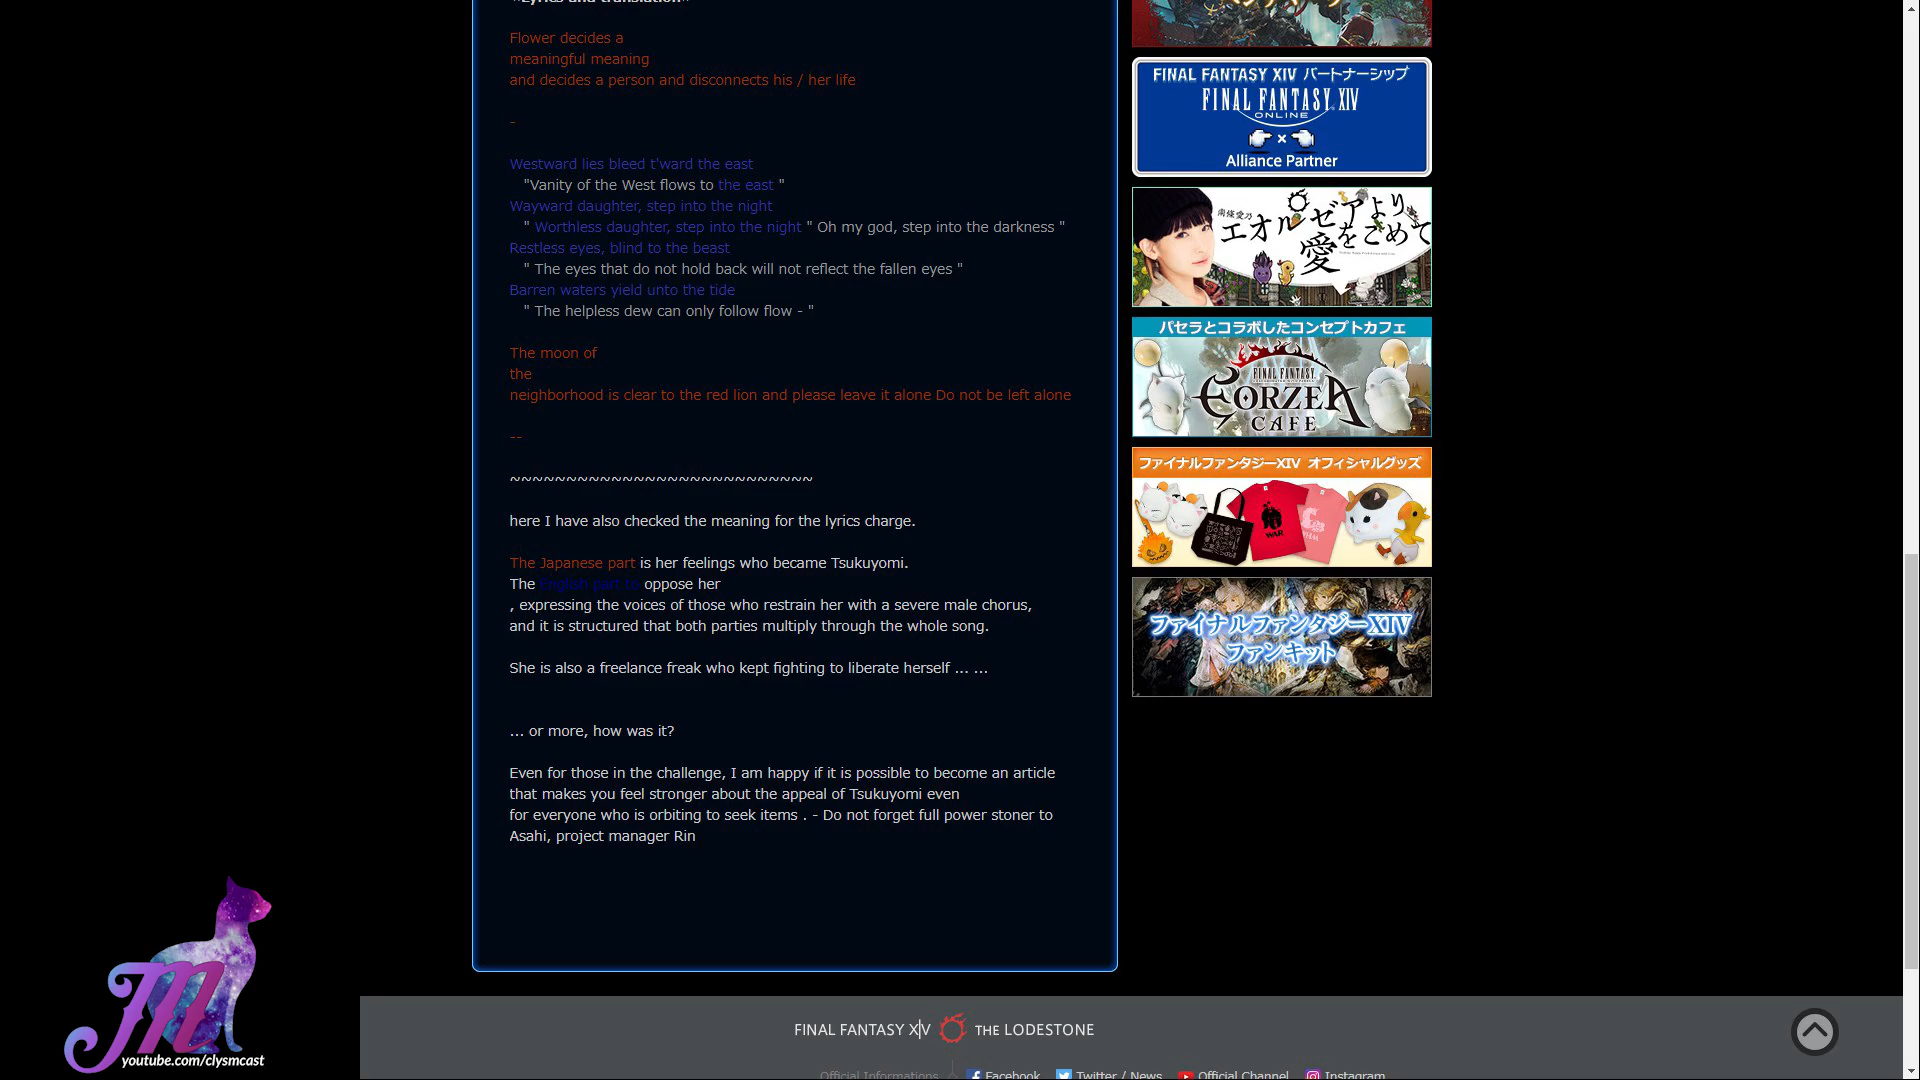 *Lyrics and translation*
Flower decides a
meaningful meaning
and decides a person and disconnects his / her life
-
Westward lies bleed t'ward the east
"Vanity of the West flows to the east "
Wayward daughter, step into the night
" Worthless daughter, step into the night " Oh my god, step into the darkness "
Restless eyes, blind to the beast
" The eyes that do not hold back will not reflect the fallen eyes "
Barren waters yield unto the tide
" The helpless dew can only follow flow - "
The moon of
the
neighborhood is clear to the red lion and please leave it alone Do not be left alone
--
~~~~~~~~~~~~~~~~~~~~~~~~~~~
here I have also checked the meaning for the lyrics charge.
The Japanese part is her feelings who became Tsukuyomi.
The English part to oppose her
, expressing the voices of those who restrain her with a severe male chorus,
and it is structured that both parties multiply through the whole song.
She is also a freelance freak who kept fighting to liberate herself ... ...
... or more, how was it?
Even for those in the challenge, I am happy if it is possible to become an article
that makes you feel stronger about the appeal of Tsukuyomi even
for everyone who is orbiting to seek items . - Do not forget full power stoner to
Asahi, project manager Rin
FINAL FANTASY XIV パートナーシップ
FINAL FANTASY XIV
ONLINE
×
Alliance Partner
南條愛乃
エオルゼアより
愛をこめて
パセラとコラボしたコンセプトカフェ
FINAL FANTASY
EORZEA
CAFE
ファイナルファンタジーXIV オフィシャルグッズ
WAR
ファイナルファンタジーXIV
ファンキット
M
youtube.com/clysmcast
FINAL FANTASY XIV THE LODESTONE
Official Informations Facebook Twitter / News Official Channel Instagram